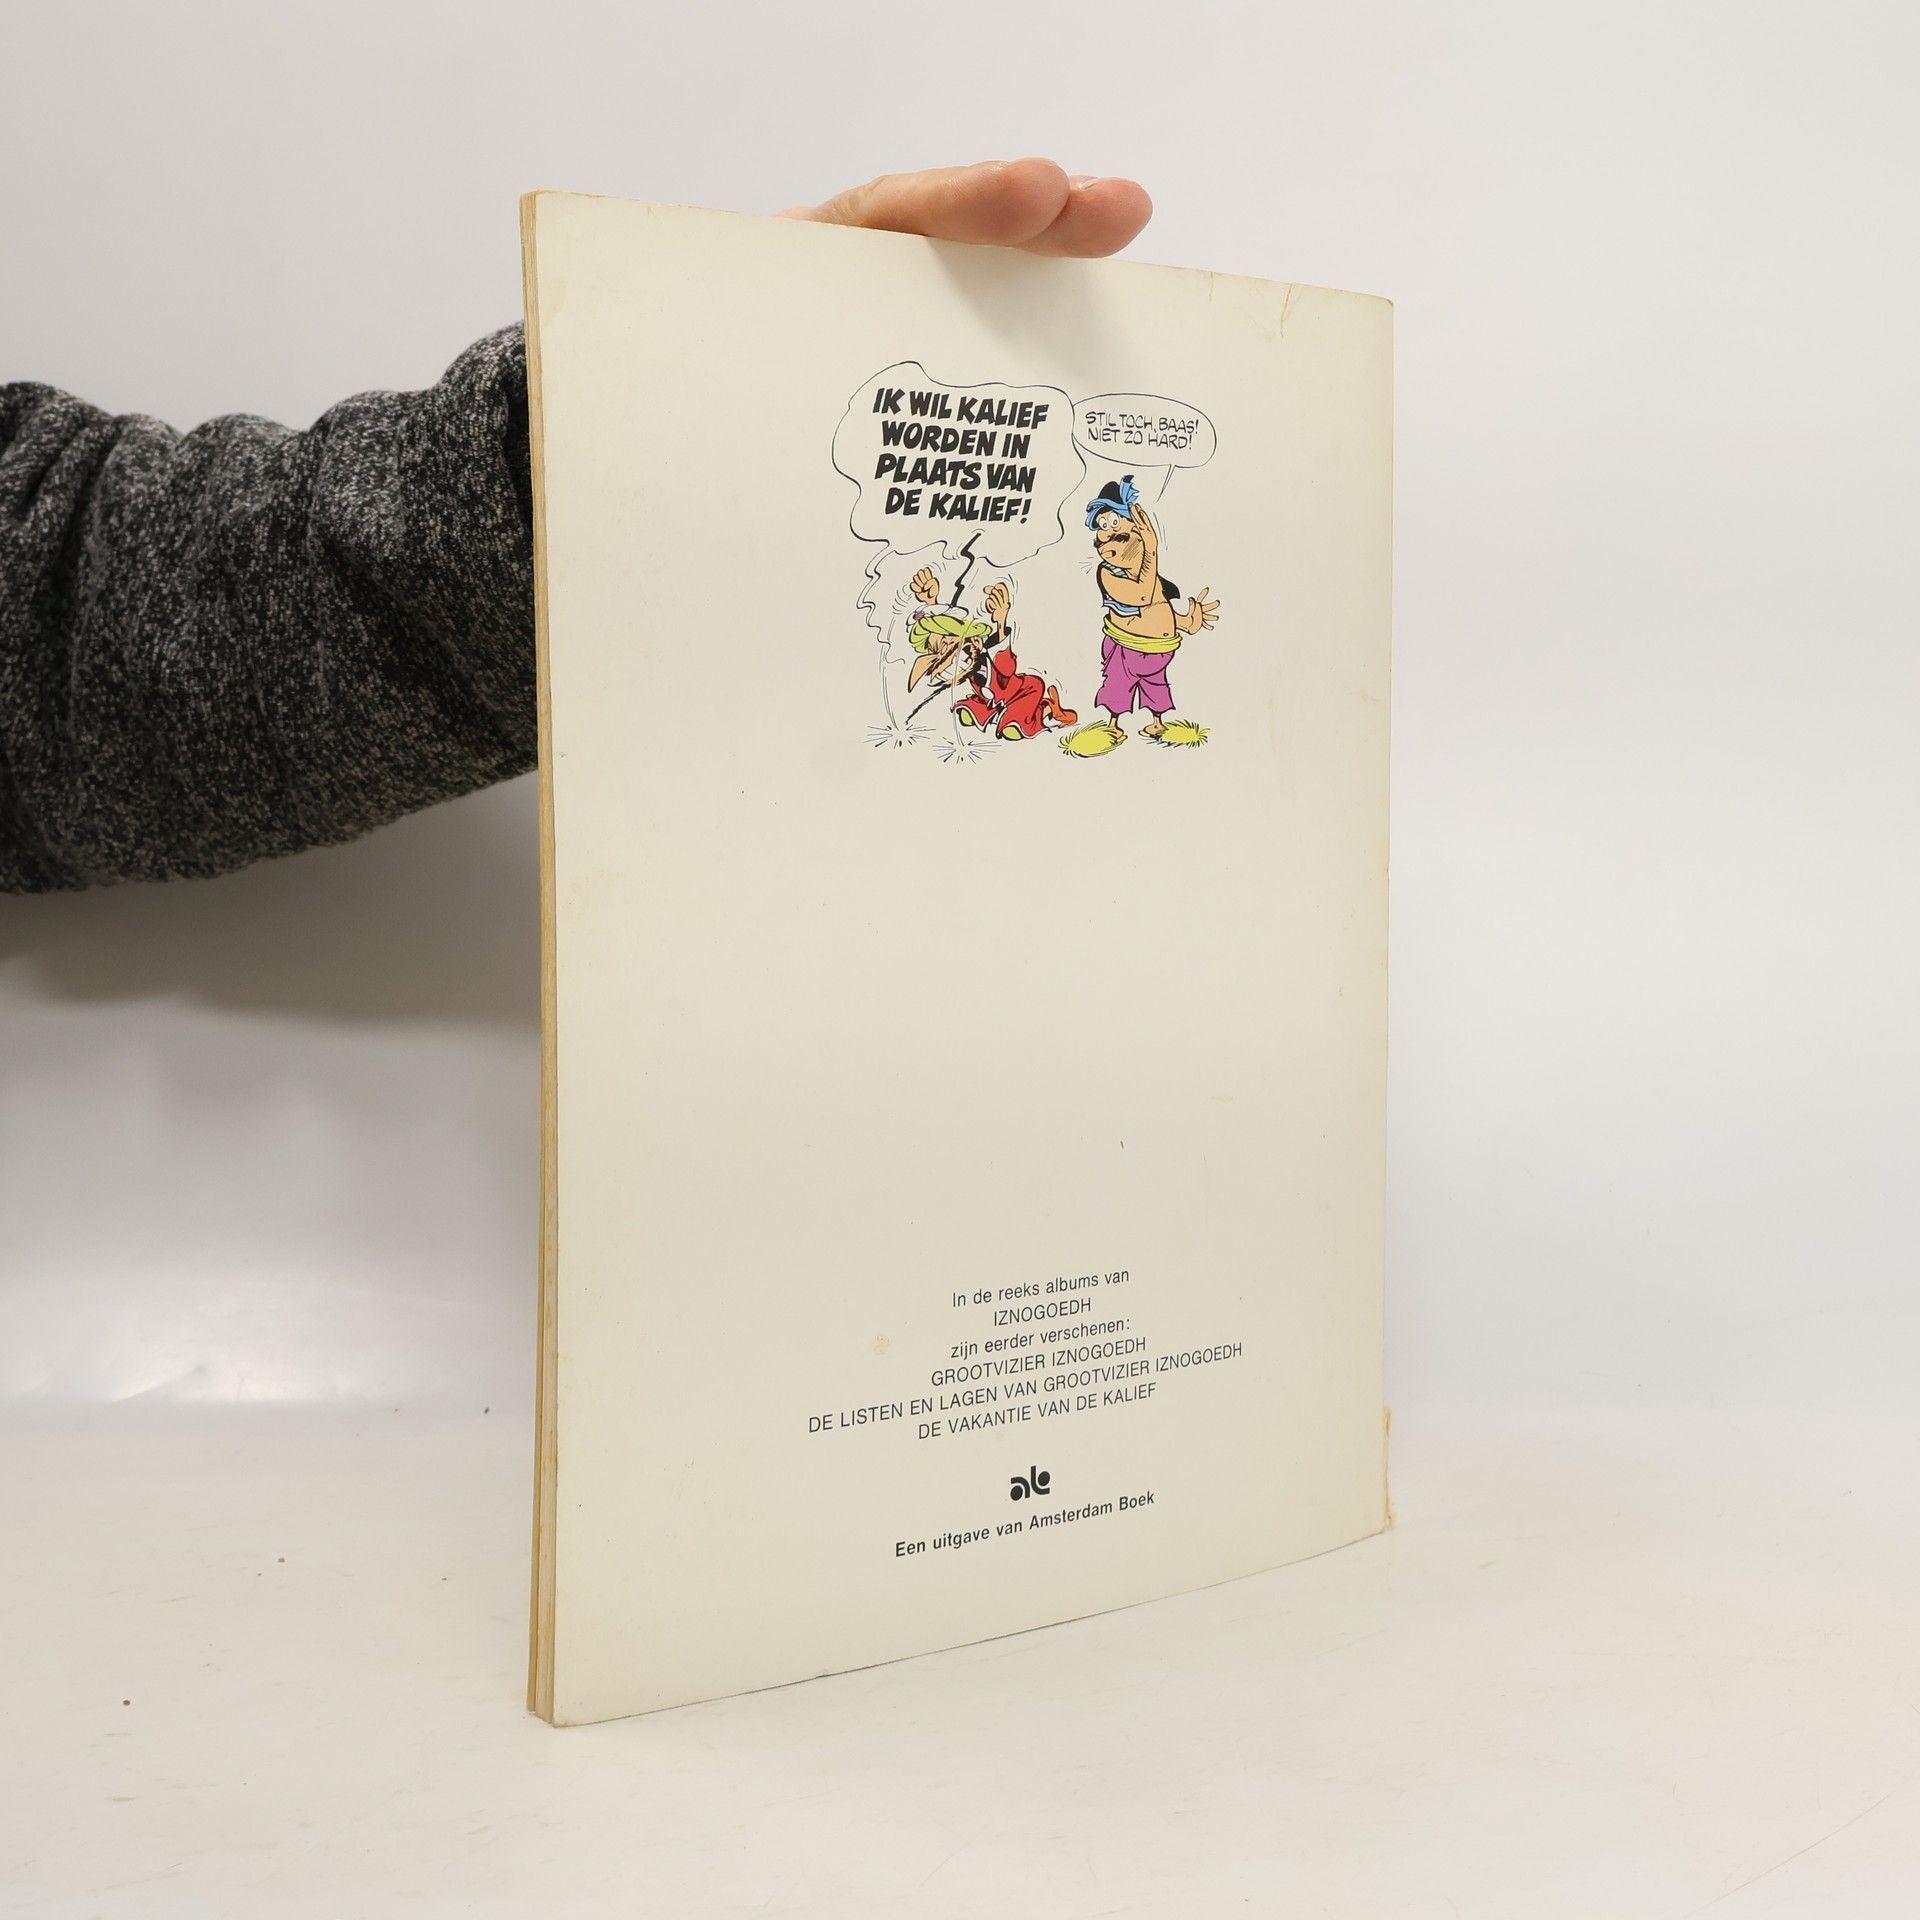 IK WIL KALIEF
WORDEN IN
PLAATS VAN
DE KALIEF!
STIL TOCH, BAAS!
NIET ZO HARD!
In de reeks albums van
IZNOGOEDH
zijn eerder verschenen:
GROOTVIZIER IZNOGOEDH
DE LISTEN EN LAGEN VAN GROOTVIZIER IZNOGOEDH
DE VAKANTIE VAN DE KALIEF
ab
Een uitgave van Amsterdam Boek